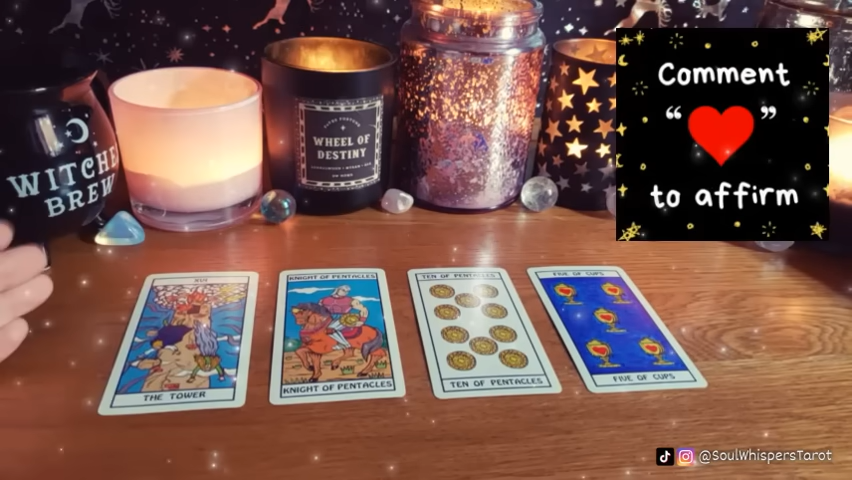 WITCHES
BREW
WHEEL OF
DESTINY
Comment
“❤”
to affirm
XVI
THE TOWER
KNIGHT OF PENTACLES
KNIGHT OF PENTACLES
TEN OF PENTACLES
TEN OF PENTACLES
FIVE OF CUPS
FIVE OF CUPS
@SoulWhispersTarot